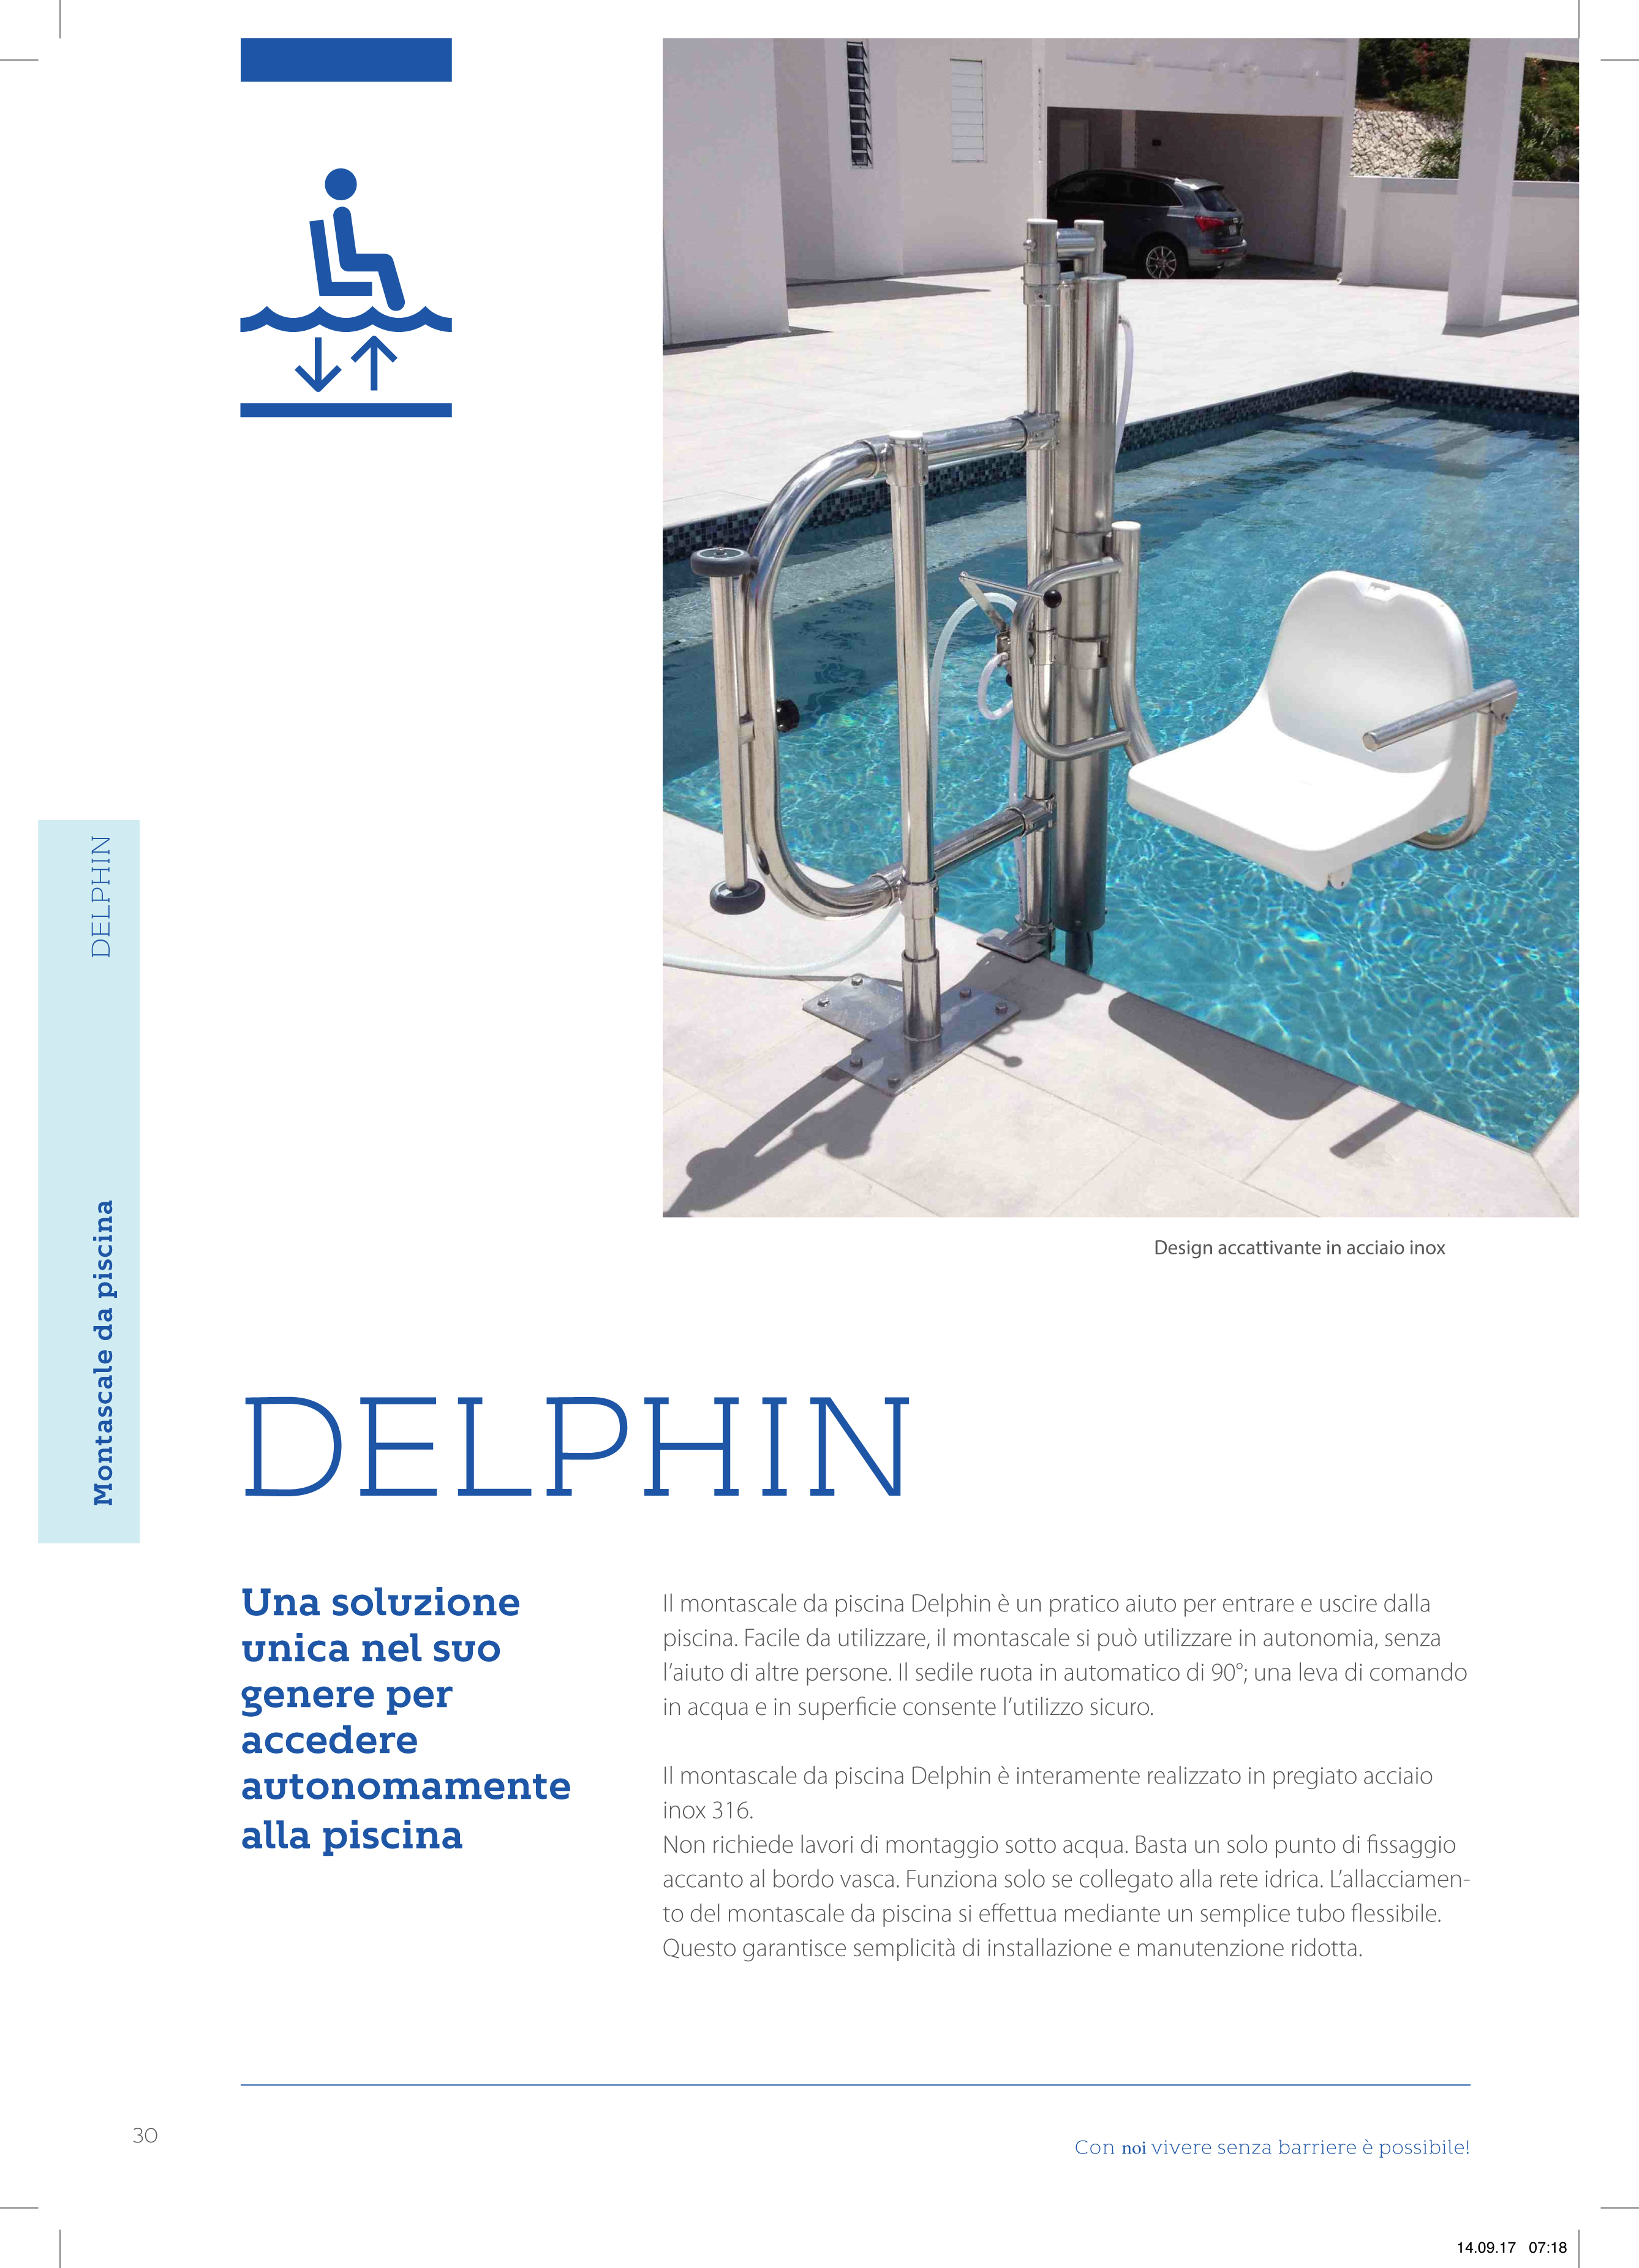 Design accattivante in acciaio inox
DELPHIN
Montascale da piscina
DELPHIN
Una soluzione
unica nel suo
genere per
accedere
autonomamente
alla piscina
Il montascale da piscina Delphin è un pratico aiuto per entrare e uscire dalla
piscina. Facile da utilizzare, il montascale si può utilizzare in autonomia, senza
l’aiuto di altre persone. Il sedile ruota in automatico di 90°; una leva di comando
in acqua e in superficie consente l’utilizzo sicuro.
Il montascale da piscina Delphin è interamente realizzato in pregiato acciaio
inox 316.
Non richiede lavori di montaggio sotto acqua. Basta un solo punto di fissaggio
accanto al bordo vasca. Funziona solo se collegato alla rete idrica. L’allacciamen-
to del montascale da piscina si effettua mediante un semplice tubo flessibile.
Questo garantisce semplicità di installazione e manutenzione ridotta.
30
Con noi vivere senza barriere è possibile!
14.09.17 07:18